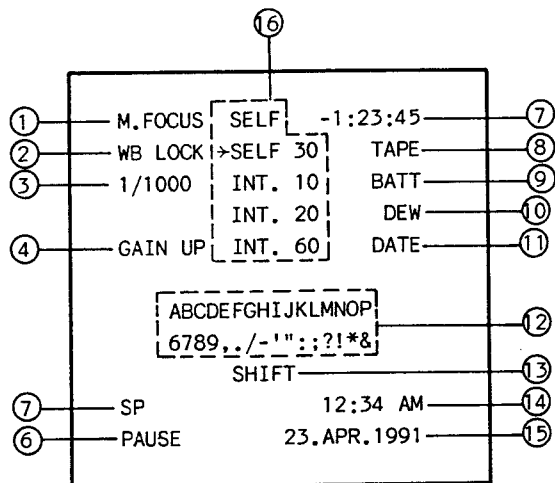 ⑯
① M.FOCUS SELF -1:23:45 ⑦
② WB LOCK →SELF 30 TAPE ⑧
③ 1/1000 INT. 10 BATT ⑨
INT. 20 DEW ⑩
④ GAIN UP INT. 60 DATE ⑪
ABCDEFGHIJKLMNOP
6789,./-'":;?!*& ⑫
SHIFT ⑬
⑦ SP 12:34 AM ⑭
⑥ PAUSE 23.APR.1991 ⑮